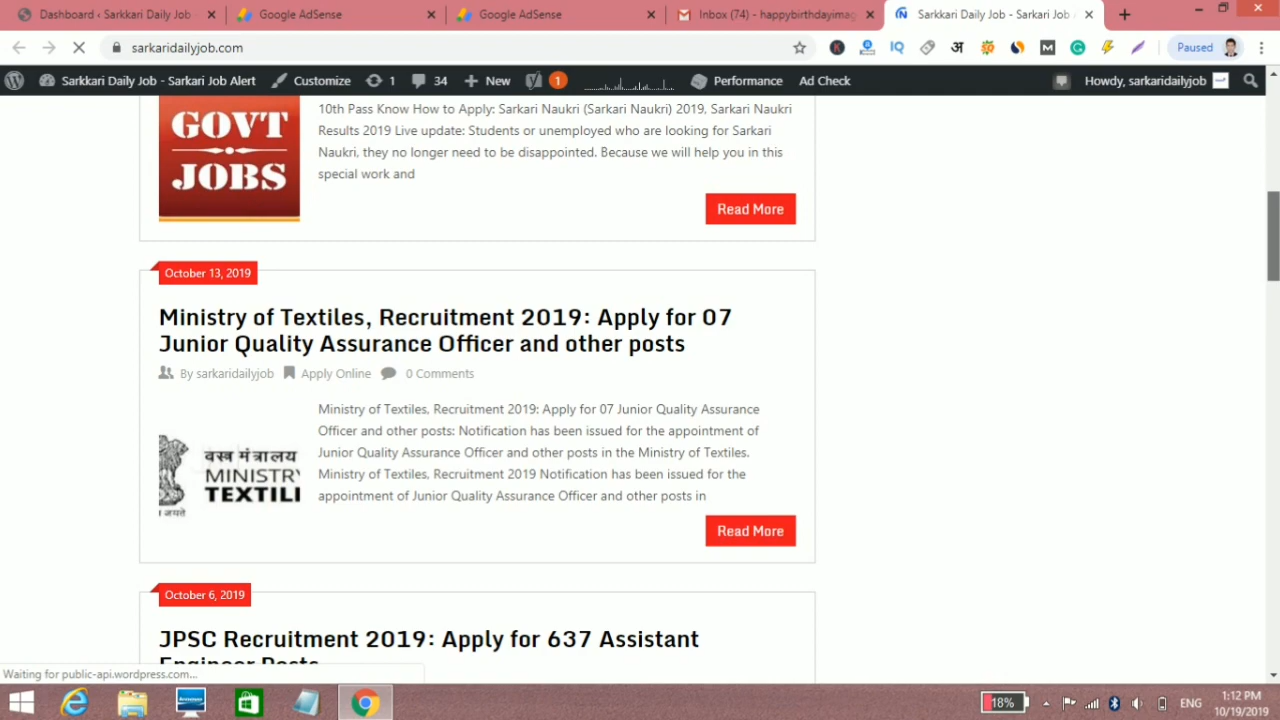 Dashboard ‹ Sarkkari Daily Job -
Google AdSense
Google AdSense
Inbox (74) - happybirthdayimag
Sarkkari Daily Job - Sarkari Job A
sarkaridailyjob.com
IQ
अ
Paused
Sarkkari Daily Job - Sarkari Job Alert
Customize
1
34
New
1
Performance
Ad Check
Howdy, sarkaridailyjob
GOVT
JOBS
10th Pass Know How to Apply: Sarkari Naukri (Sarkari Naukri) 2019, Sarkari Naukri
Results 2019 Live update: Students or unemployed who are looking for Sarkari
Naukri, they no longer need to be disappointed. Because we will help you in this
special work and
Read More
October 13, 2019
Ministry of Textiles, Recruitment 2019: Apply for 07
Junior Quality Assurance Officer and other posts
By sarkaridailyjob
Apply Online
0 Comments
वस्त्र मंत्रालय
MINISTRY
TEXTILI
जयते
Ministry of Textiles, Recruitment 2019: Apply for 07 Junior Quality Assurance
Officer and other posts: Notification has been issued for the appointment of
Junior Quality Assurance Officer and other posts in the Ministry of Textiles.
Ministry of Textiles, Recruitment 2019 Notification has been issued for the
appointment of Junior Quality Assurance Officer and other posts in
Read More
October 6, 2019
JPSC Recruitment 2019: Apply for 637 Assistant
Engineer Posts
Waiting for public-api.wordpress.com...
18%
ENG
1:12 PM
10/19/2019